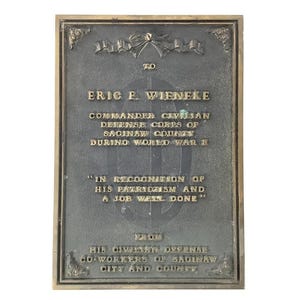 TO
ERIC F. WIENEKE
COMMANDER CIVILIAN
DEFENSE CORPS OF
SAGINAW COUNTY
DURING WORLD WAR II
"IN RECOGNITION OF
HIS PATRIOTISM AND
A JOB WELL DONE"
FROM
HIS CIVILIAN DEFENSE
CO-WORKERS OF SAGINAW
CITY AND COUNTY